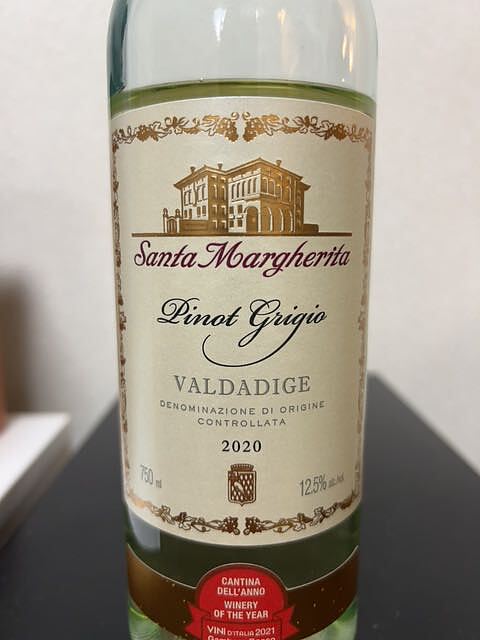 Santa Margherita
Pinot Grigio
VALDADIGE
DENOMINAZIONE DI ORIGINE
CONTROLLATA
2020
750 ml
12.5% alc./vol.
CANTINA
DELL'ANNO
WINERY
OF THE YEAR
VINI D'ITALIA 2021